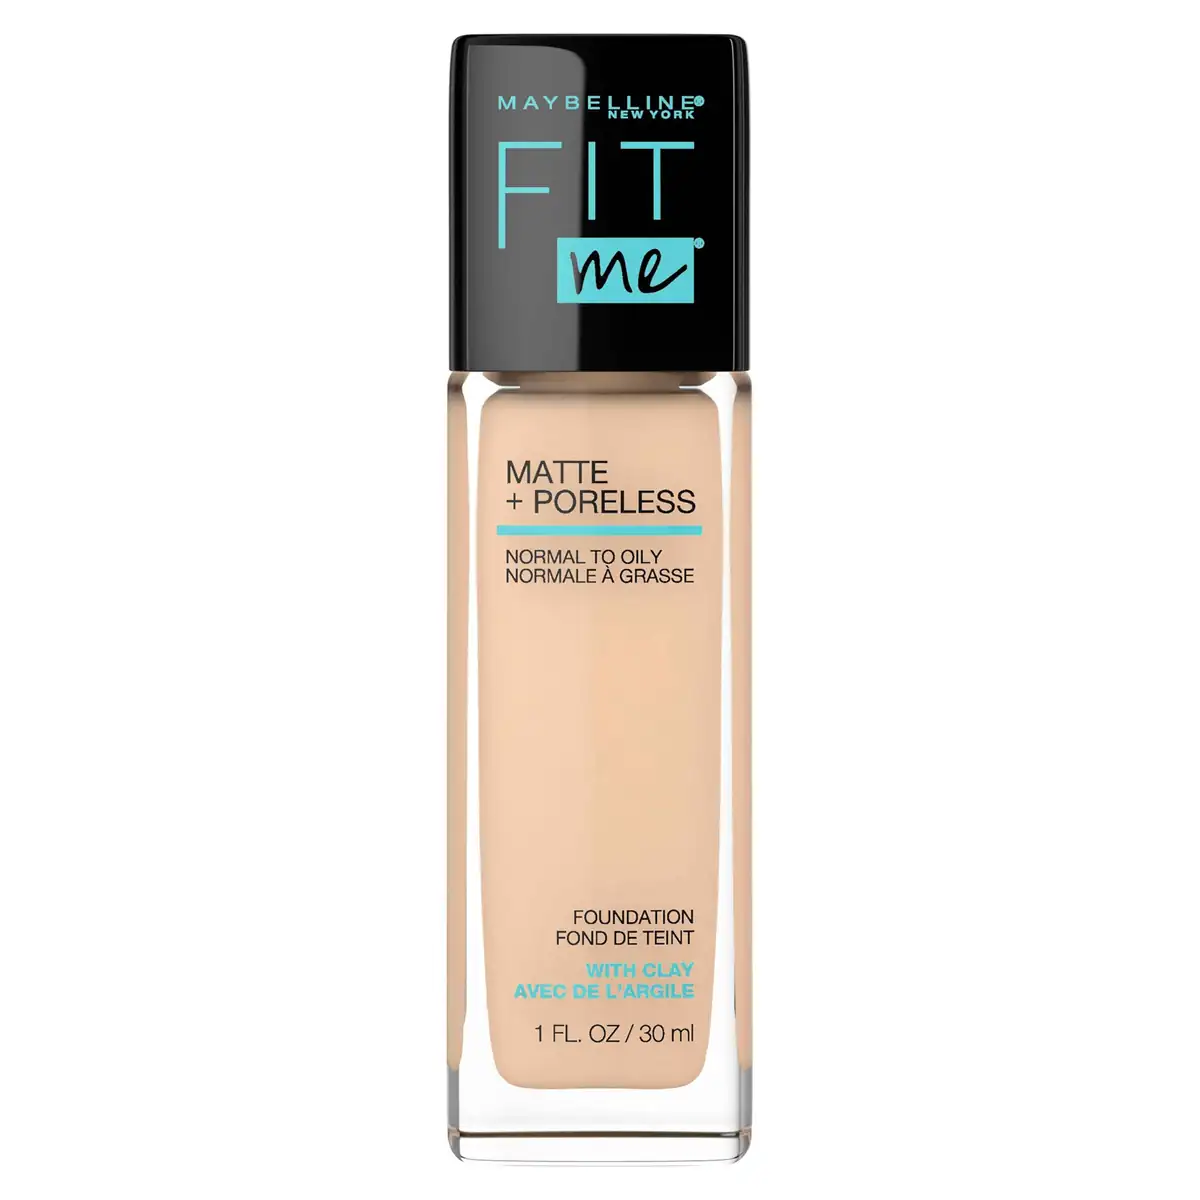 MAYBELLINE®
NEW YORK
FIT
me®
MATTE
+ PORELESS
NORMAL TO OILY
NORMALE À GRASSE
FOUNDATION
FOND DE TEINT
WITH CLAY
AVEC DE L'ARGILE
1 FL. OZ / 30 ml